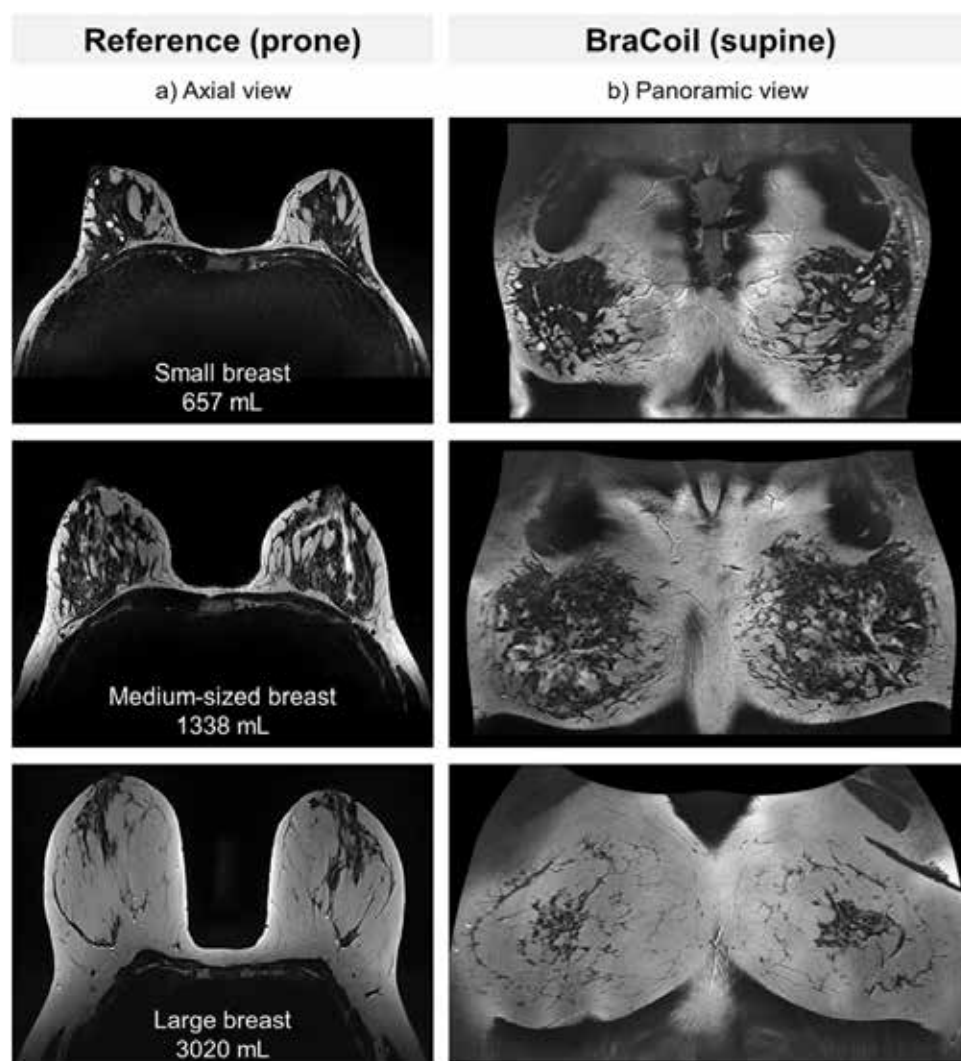 Reference (prone)
BraCoil (supine)
a) Axial view
b) Panoramic view
Small breast
657 mL
Medium-sized breast
1338 mL
Large breast
3020 mL